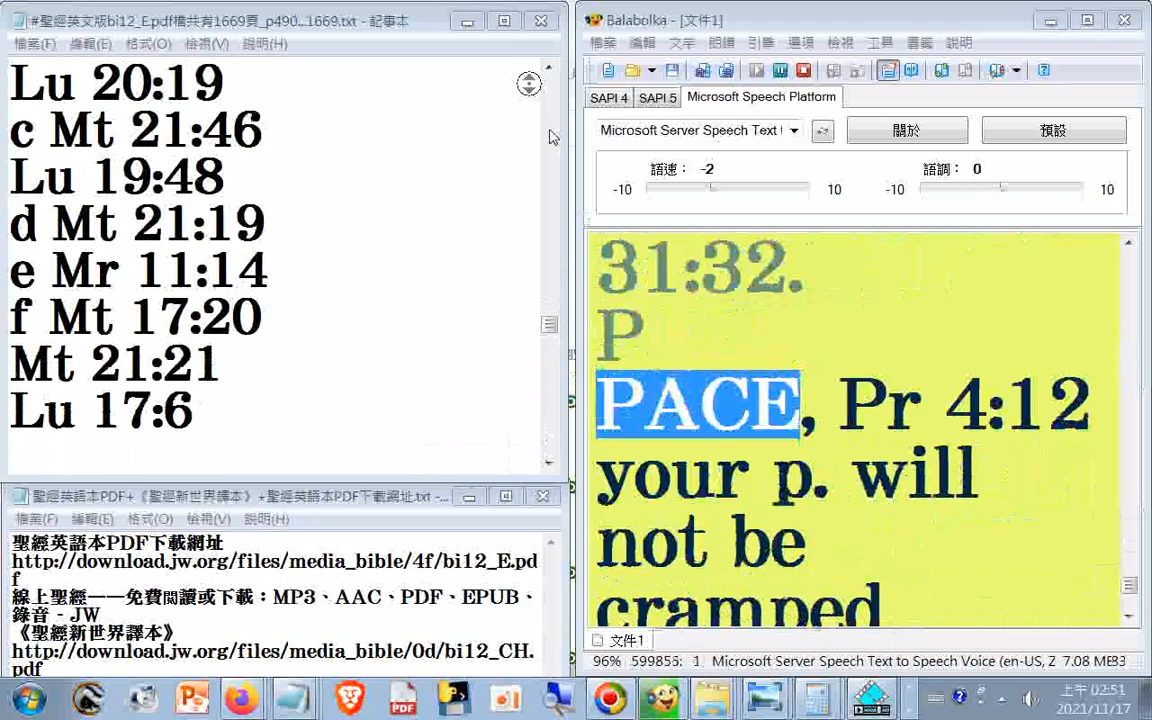 #聖經英文版bi12_E.pdf檔共有1669頁_p490...1669.txt - 記事本
檔案(F) 編輯(E) 格式(O) 檢視(V) 說明(H)
Lu 20:19
c Mt 21:46
Lu 19:48
d Mt 21:19
e Mr 11:14
f Mt 17:20
Mt 21:21
Lu 17:6
聖經英語本PDF+《聖經新世界譯本》+聖經英語本PDF下載網址.txt -...
檔案(F) 編輯(E) 格式(O) 檢視(V) 說明(H)
聖經英語本PDF下載網址
http://download.jw.org/files/media_bible/4f/bi12_E.pd
f
線上聖經——免費閱讀或下載：MP3、AAC、PDF、EPUB、
錄音 - JW
《聖經新世界譯本》
http://download.jw.org/files/media_bible/0d/bi12_CH.
pdf
Balabolka - [文件1]
檔案 編輯 文字 朗讀 引擎 選項 檢視 工具 書籤 說明
SAPI 4 SAPI 5 Microsoft Speech Platform
Microsoft Server Speech Text 關於 預設
語速： -2 語調： 0
-10 10 -10 10
31:32.
P
PACE, Pr 4:12
your p. will
not be
cramped
文件1
96% 599855: 1 Microsoft Server Speech Text to Speech Voice (en-US, Z 7.08 MB
上午 02:51
2021/11/17